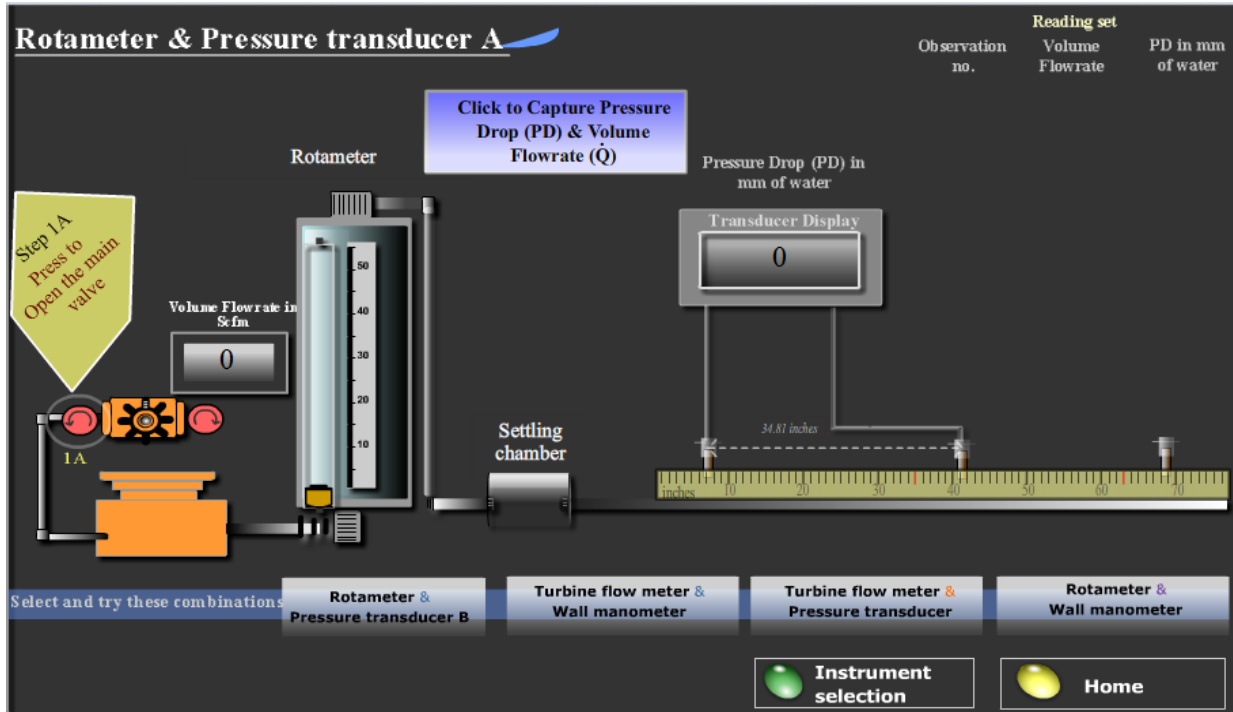 Rotameter & Pressure transducer A
Reading set
Observation no.
Volume Flowrate
PD in mm of water
Click to Capture Pressure
Drop (PD) & Volume
Flowrate (Q̇)
Rotameter
Pressure Drop (PD) in
mm of water
Transducer Display
0
Step 1A
Press to
Open the main
valve
Volume Flowrate in
Scfm
0
50
40
30
20
10
1A
Settling
chamber
34.81 inches
inches 10 20 30 40 50 60 70
Select and try these combinations
Rotameter &
Pressure transducer B
Turbine flow meter &
Wall manometer
Turbine flow meter &
Pressure transducer
Rotameter &
Wall manometer
Instrument
selection
Home